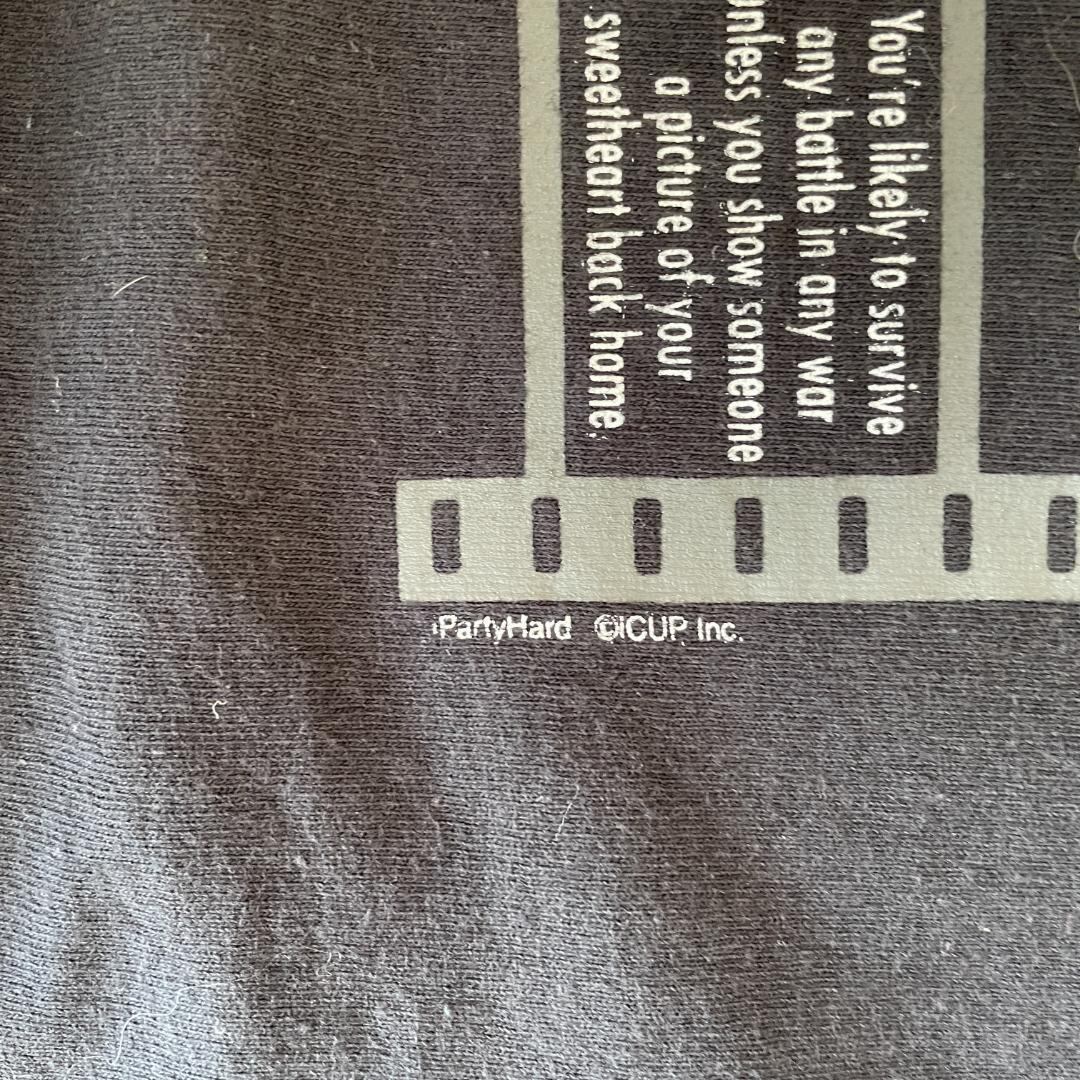 You're likely to survive
any battle in any war
unless you show someone
a picture of your
sweetheart back home.
iPartyHard ©ICUP Inc.